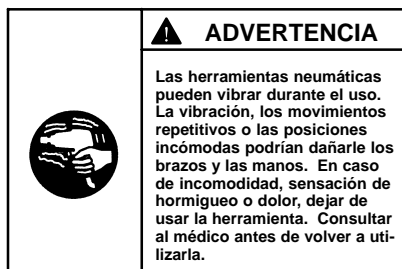 ADVERTENCIA
Las herramientas neumáticas
pueden vibrar durante el uso.
La vibración, los movimientos
repetitivos o las posiciones
incómodas podrían dañarle los
brazos y las manos. En caso
de incomodidad, sensación de
hormigueo o dolor, dejar de
usar la herramienta. Consultar
al médico antes de volver a uti-
lizarla.